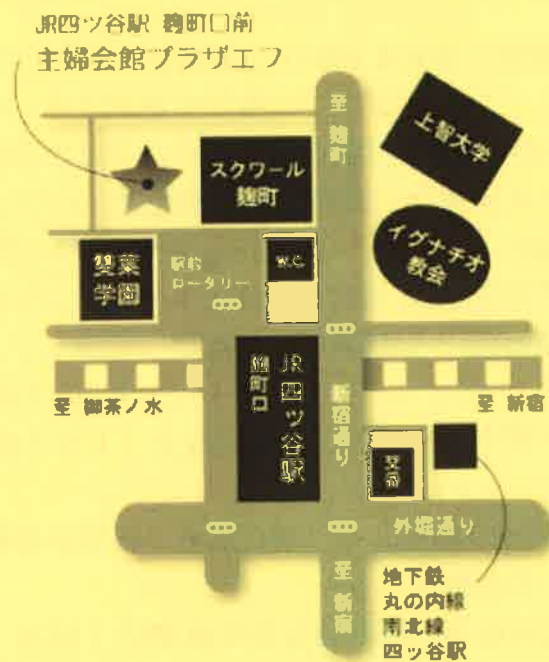 JR四ツ谷駅 麹町口前
主婦会館プラザエフ
至 麹町
上智大学
スクワール
麹町
イグナチオ
教会
雙葉
学園
駅前
ロータリー
W.C.
JR四ツ谷駅
麹町口
新宿通り
至 御茶ノ水
至 新宿
交番
外堀通り
至 新宿
地下鉄
丸の内線
南北線
四ッ谷駅